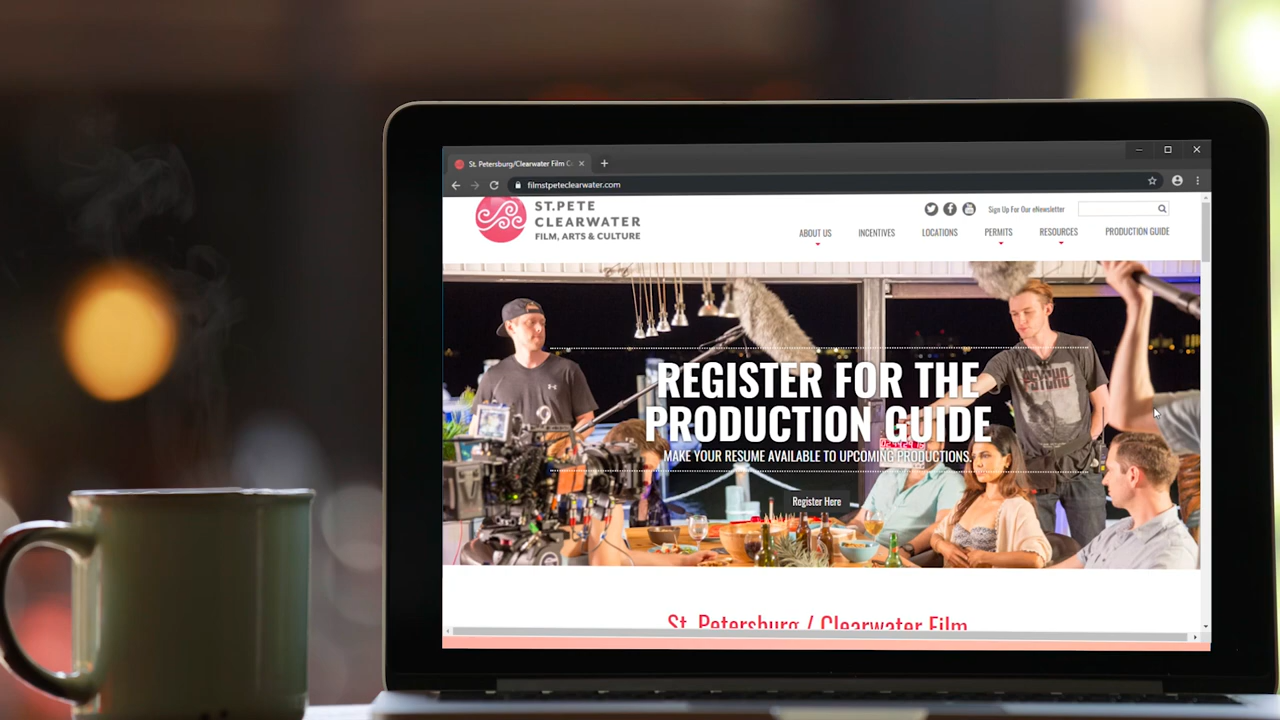 St. Petersburg/Clearwater Film C
filmstpeteclearwater.com
ST.PETE
CLEARWATER
FILM, ARTS & CULTURE
Sign Up For Our eNewsletter
ABOUT US
INCENTIVES
LOCATIONS
PERMITS
RESOURCES
PRODUCTION GUIDE
PSYCHO
REGISTER FOR THE
PRODUCTION GUIDE
MAKE YOUR RESUME AVAILABLE TO UPCOMING PRODUCTIONS.
Register Here
St. Petersburg / Clearwater Film